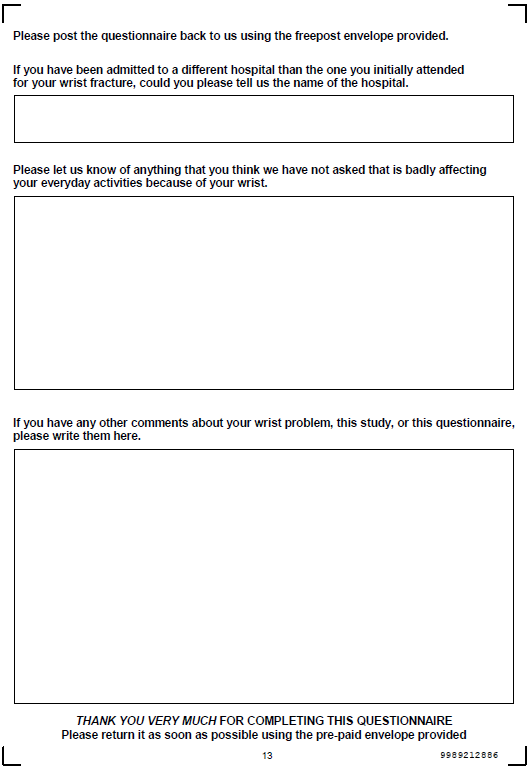 Please post the questionnaire back to us using the freepost envelope provided.
If you have been admitted to a different hospital than the one you initially attended
for your wrist fracture, could you please tell us the name of the hospital.
Please let us know of anything that you think we have not asked that is badly affecting
your everyday activities because of your wrist.
If you have any other comments about your wrist problem, this study, or this questionnaire,
please write them here.
THANK YOU VERY MUCH FOR COMPLETING THIS QUESTIONNAIRE
Please return it as soon as possible using the pre-paid envelope provided
13
9989212886